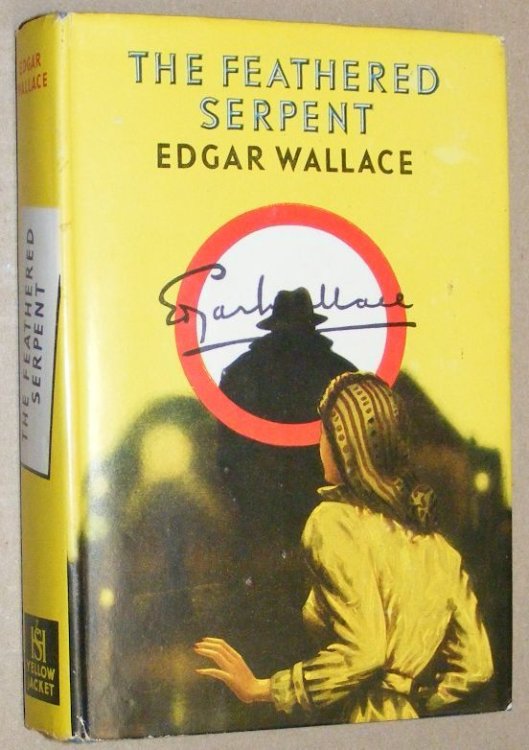 THE FEATHERED
SERPENT
EDGAR WALLACE
Edgar Wallace
EDGAR
WALLACE
THE FEATHERED
SERPENT
HS
YELLOW
JACKET